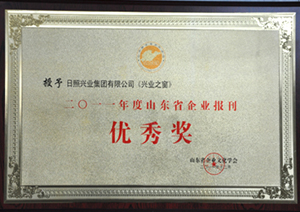 授予 日照兴业集团有限公司《兴业之窗》
二〇一一年度山东省企业报刊
优秀奖
山东省企业文化学会